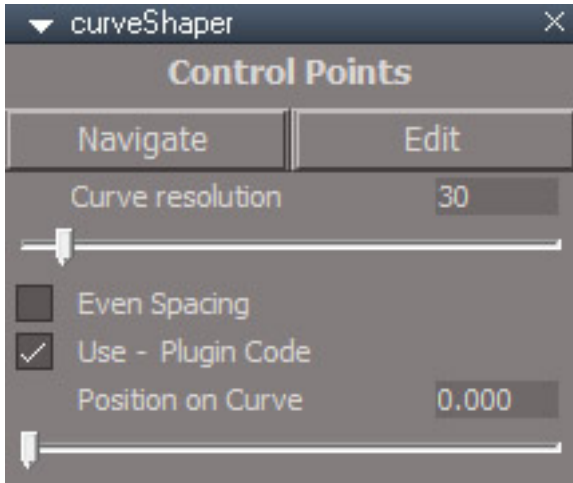 curveShaper
Control Points
Navigate Edit
Curve resolution 30
Even Spacing
Use - Plugin Code
Position on Curve 0.000